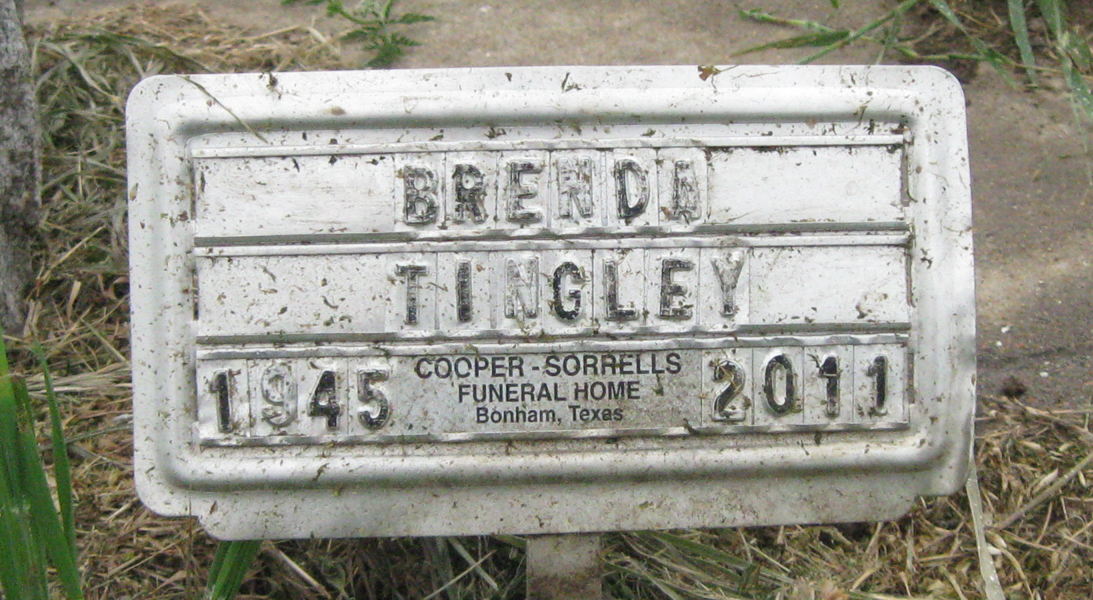 BRENDA
TINGLEY
1945 COOPER-SORRELLS 2011
FUNERAL HOME
Bonham, Texas